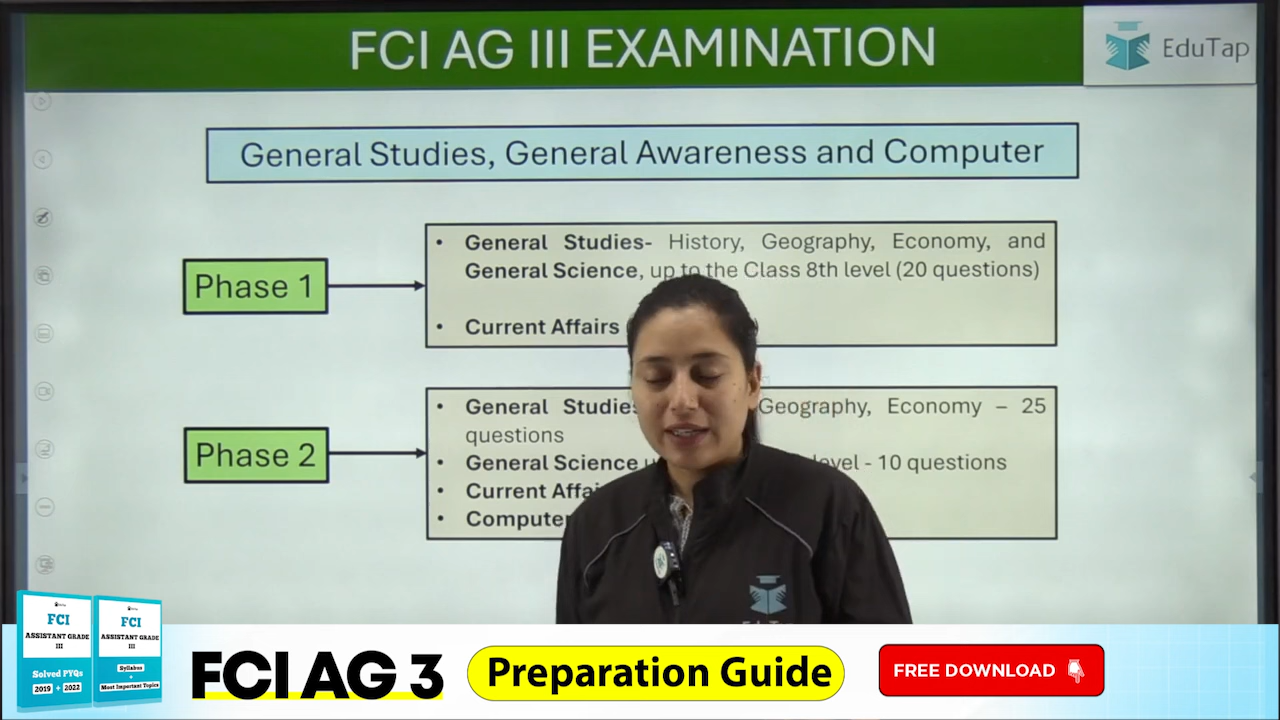 FCI AG III EXAMINATION
EduTap
General Studies, General Awareness and Computer
Phase 1
• General Studies- History, Geography, Economy, and
General Science, up to the Class 8th level (20 questions)
• Current Affairs
Phase 2
• General Studies Geography, Economy – 25
questions
• General Science level - 10 questions
• Current
• Computer
FCI
ASSISTANT GRADE
III
Solved PYQs
2019 + 2022
FCI
ASSISTANT GRADE
III
Syllabus
+
Most Important Topics
FCI AG 3
Preparation Guide
FREE DOWNLOAD